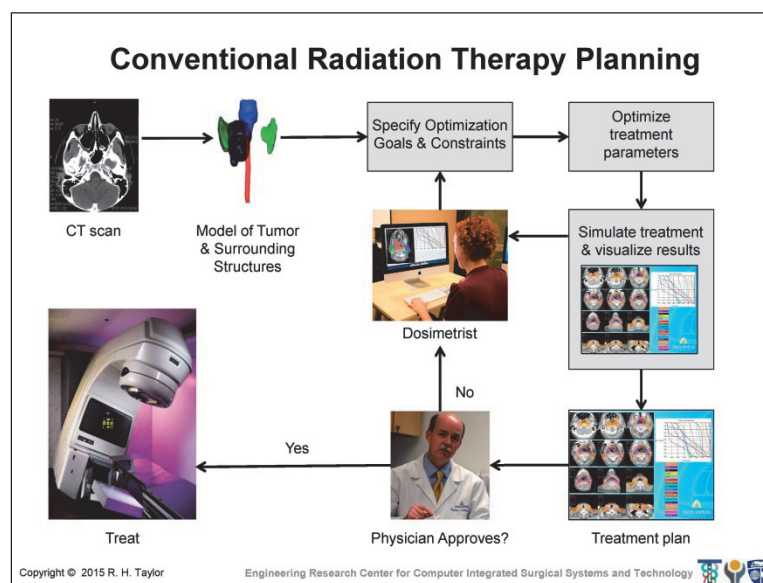 Conventional Radiation Therapy Planning
CT scan
Model of Tumor
& Surrounding
Structures
Specify Optimization
Goals & Constraints
Optimize
treatment
parameters
Simulate treatment
& visualize results
Dosimetrist
No
Yes
Treat
Physician Approves?
Treatment plan
Copyright © 2015 R. H. Taylor
Engineering Research Center for Computer Integrated Surgical Systems and Technology